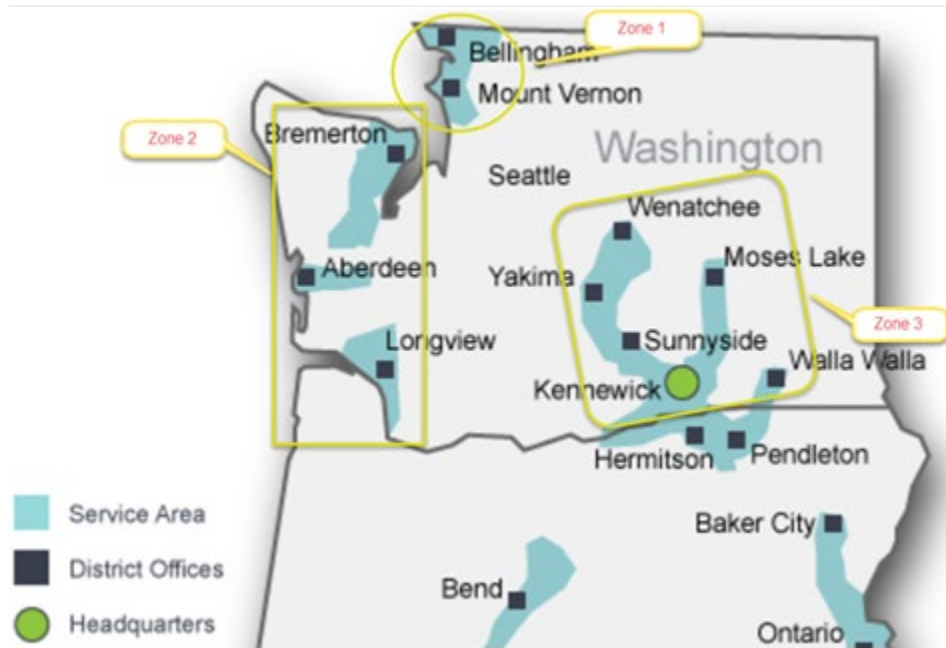 Zone 1
Bellingham
Mount Vernon
Zone 2
Bremerton
Washington
Seattle
Wenatchee
Aberdeen
Yakima
Moses Lake
Zone 3
Longview
Sunnyside
Walla Walla
Kennewick
Hermitson
Pendleton
Service Area
Baker City
District Offices
Bend
Headquarters
Ontario